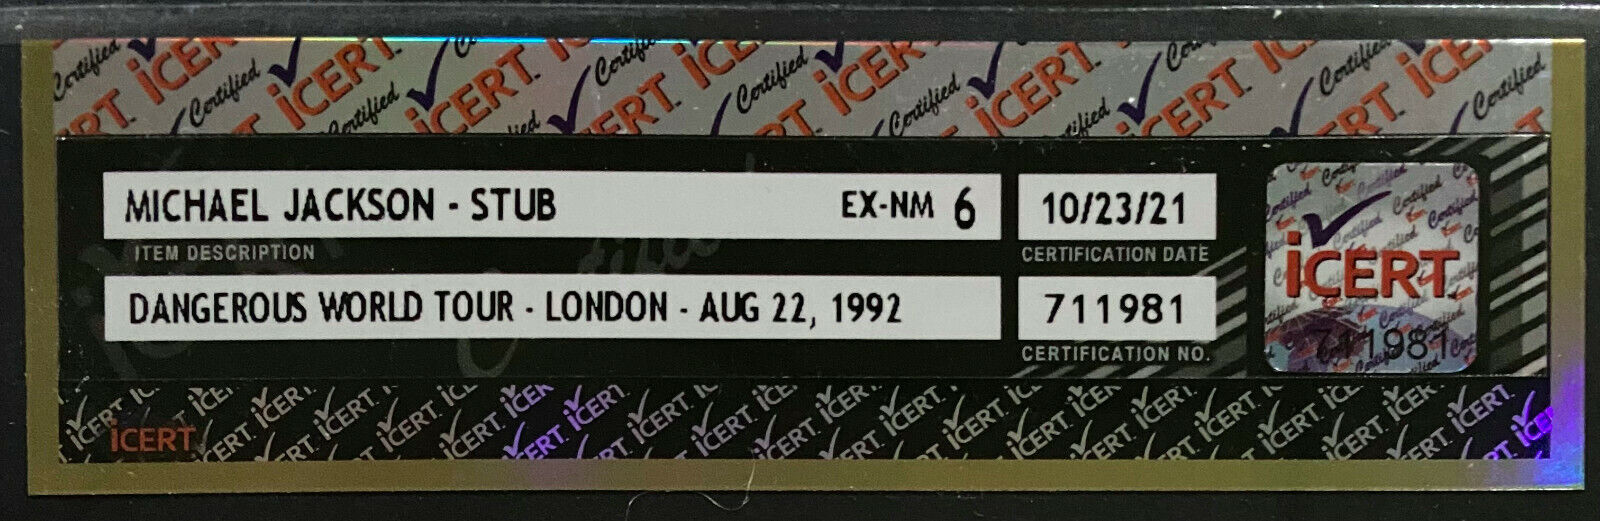 MICHAEL JACKSON - STUB EX-NM 6 10/23/21
ITEM DESCRIPTION CERTIFICATION DATE
DANGEROUS WORLD TOUR - LONDON - AUG 22, 1992 711981
CERTIFICATION NO.
iCERT
711981
iCERT